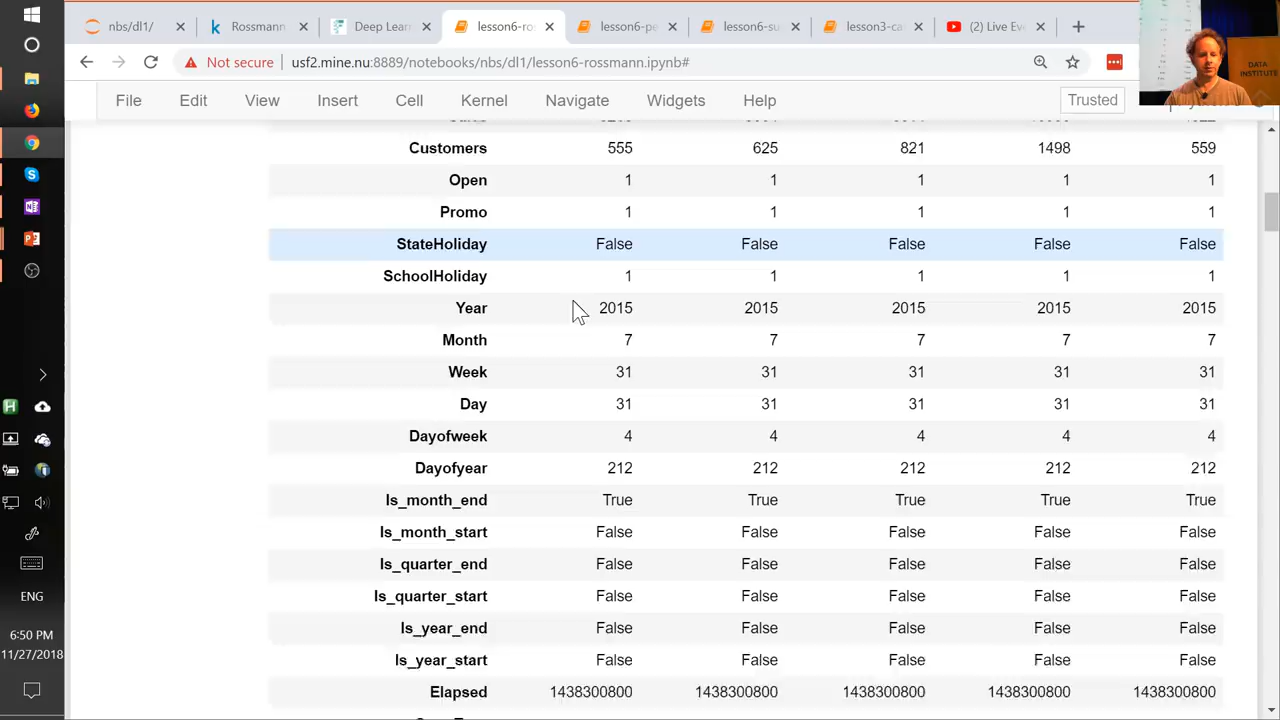 nbs/dl1/ Rossmann Deep Learn lesson6-ros lesson6-pe lesson6-su lesson3-ca (2) Live Eve
Not secure usf2.mine.nu:8889/notebooks/nbs/dl1/lesson6-rossmann.ipynb#
DATA
INSTITUTE
File Edit View Insert Cell Kernel Navigate Widgets Help Trusted
Customers 555 625 821 1498 559
Open 1 1 1 1 1
Promo 1 1 1 1 1
StateHoliday False False False False False
SchoolHoliday 1 1 1 1 1
Year 2015 2015 2015 2015 2015
Month 7 7 7 7 7
Week 31 31 31 31 31
Day 31 31 31 31 31
Dayofweek 4 4 4 4 4
Dayofyear 212 212 212 212 212
Is_month_end True True True True True
Is_month_start False False False False False
Is_quarter_end False False False False False
Is_quarter_start False False False False False
Is_year_end False False False False False
Is_year_start False False False False False
Elapsed 1438300800 1438300800 1438300800 1438300800 1438300800
ENG
6:50 PM
11/27/2018